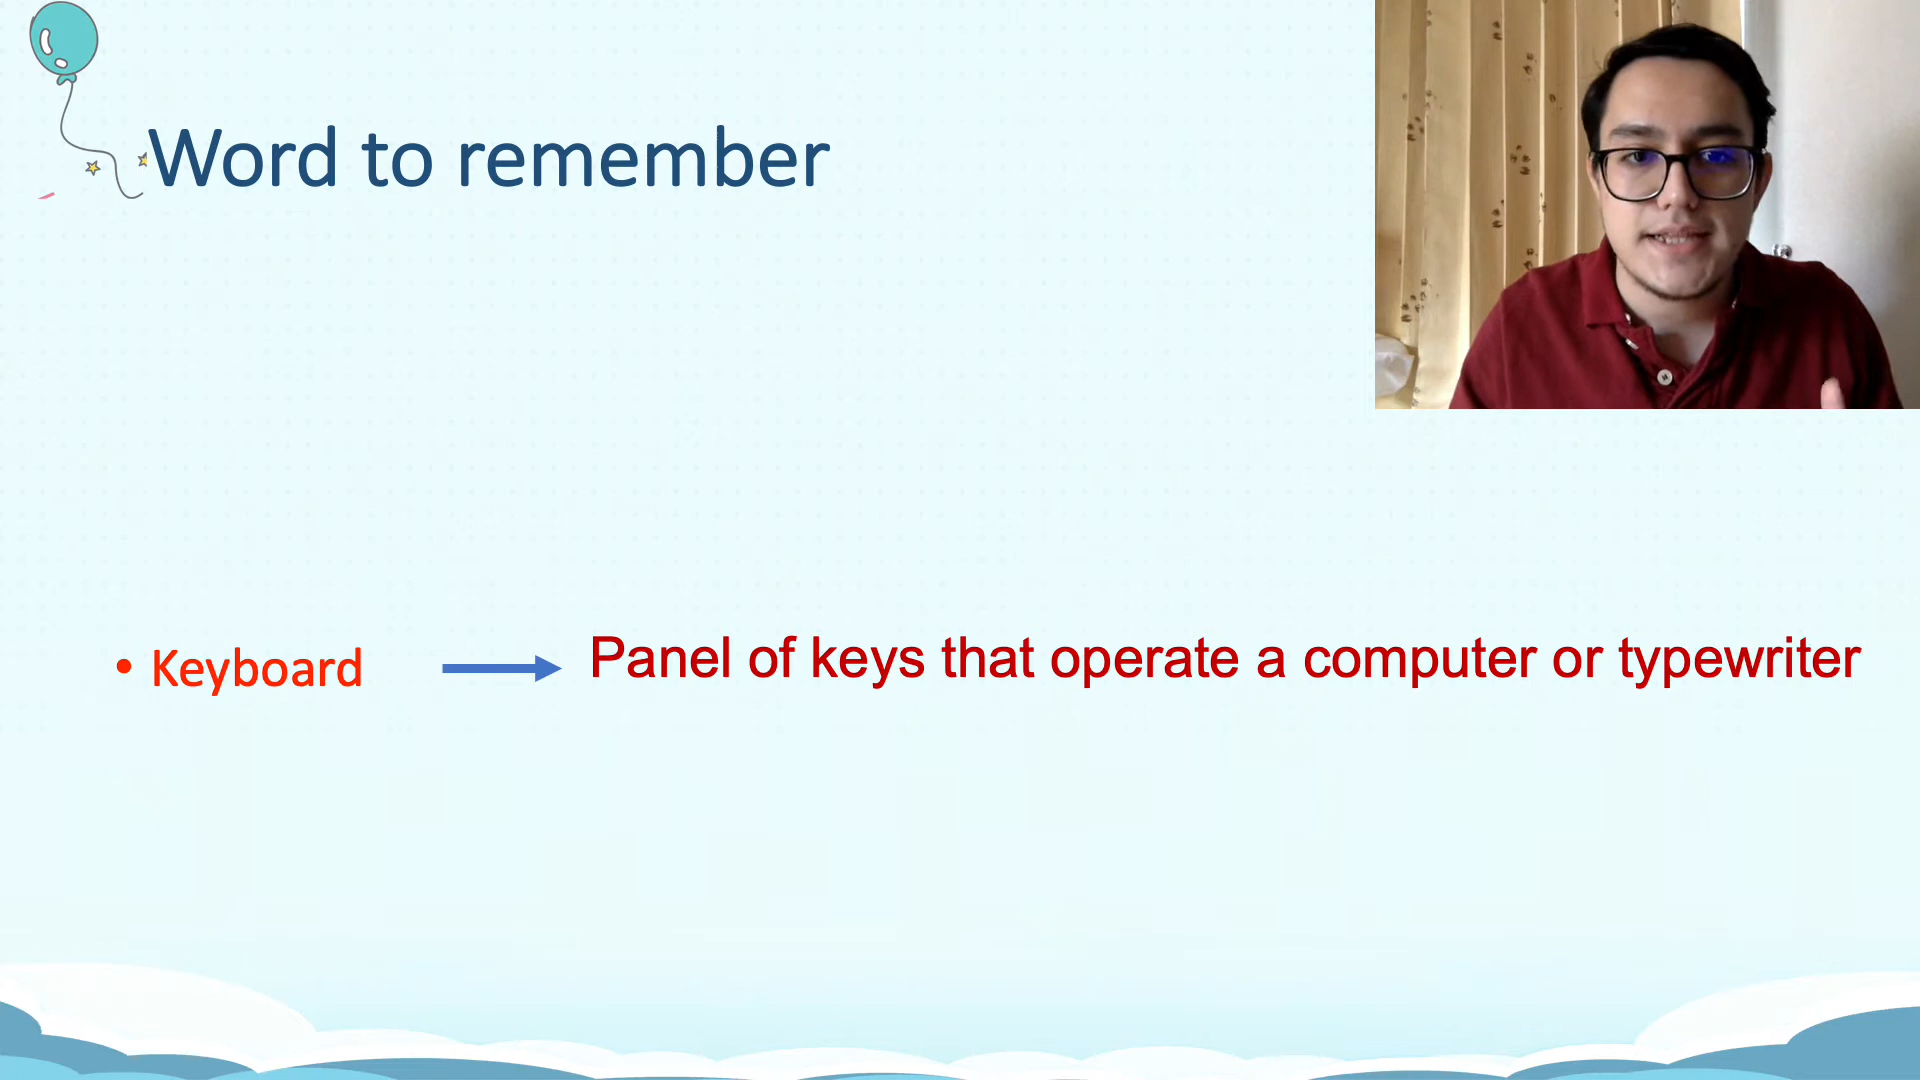 Word to remember
• Keyboard
Panel of keys that operate a computer or typewriter